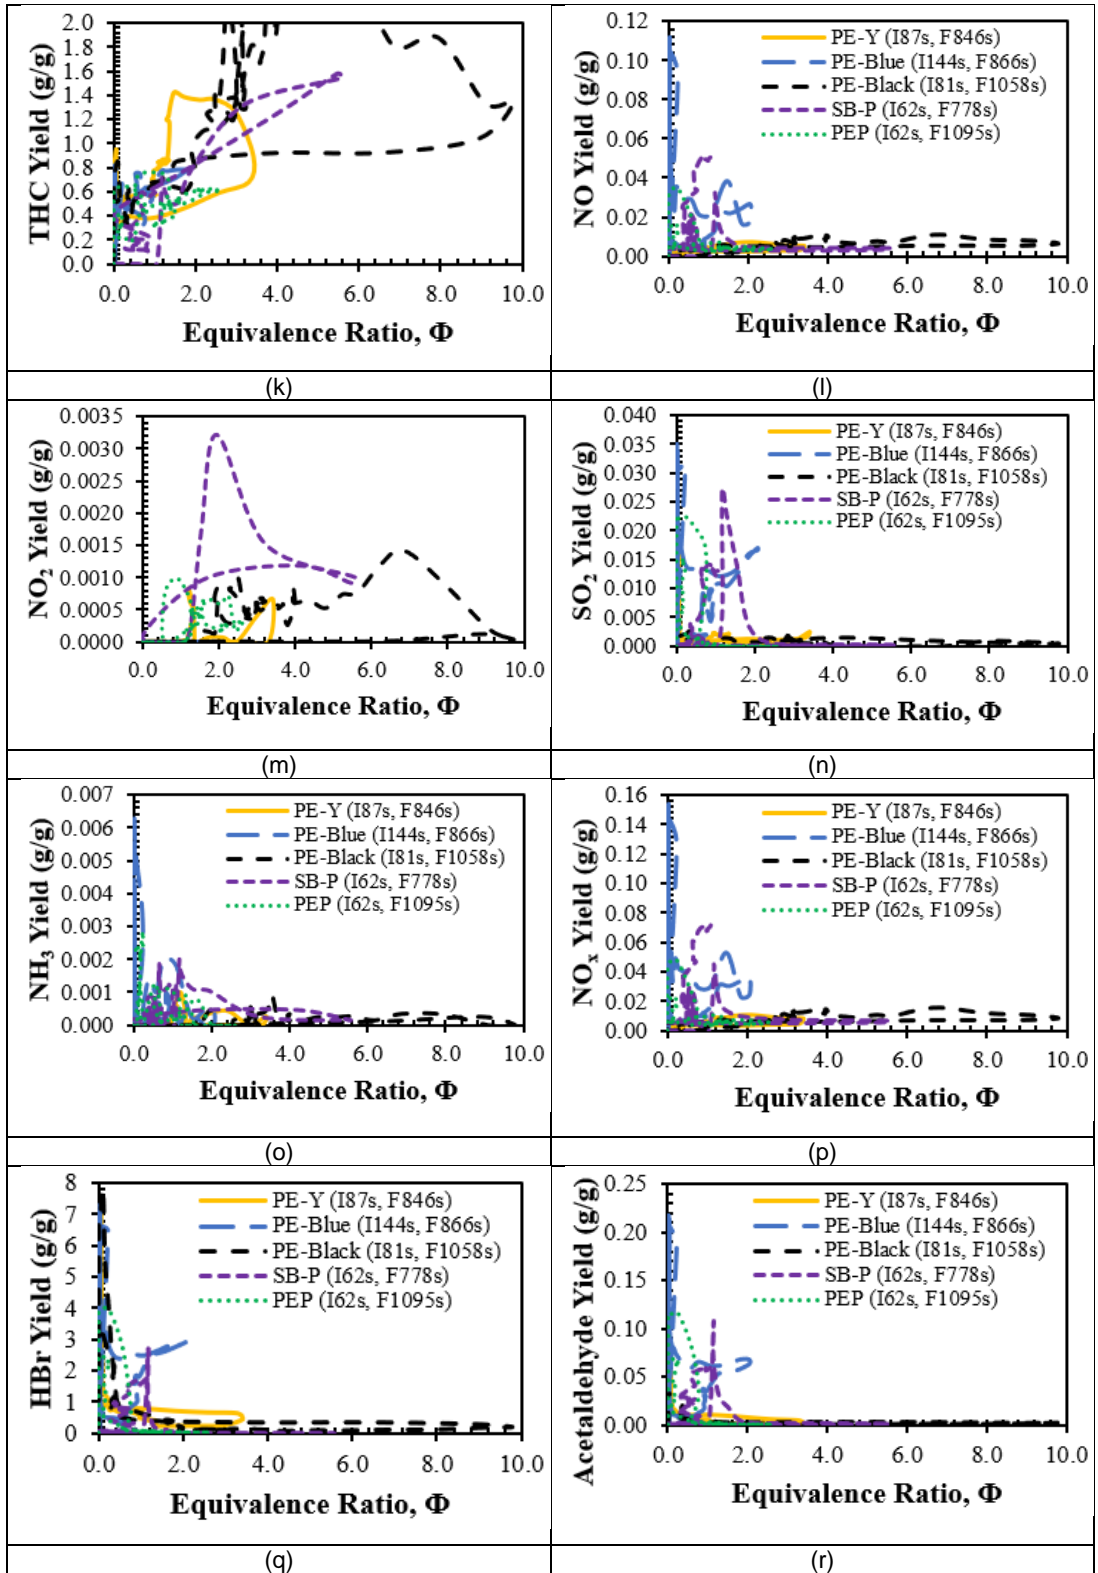 2.0
1.8
1.6
1.4
1.2
1.0
0.8
0.6
0.4
0.2
0.0
THC Yield (g/g)
0.0 2.0 4.0 6.0 8.0 10.0
Equivalence Ratio, Φ
(k)
0.12
0.10
0.08
0.06
0.04
0.02
0.00
NO Yield (g/g)
PE-Y (I87s, F846s)
PE-Blue (I144s, F866s)
PE-Black (I81s, F1058s)
SB-P (I62s, F778s)
PEP (I62s, F1095s)
0.0 2.0 4.0 6.0 8.0 10.0
Equivalence Ratio, Φ
(l)
0.0035
0.0030
0.0025
0.0020
0.0015
0.0010
0.0005
0.0000
NO₂ Yield (g/g)
0.0 2.0 4.0 6.0 8.0 10.0
Equivalence Ratio, Φ
(m)
0.040
0.035
0.030
0.025
0.020
0.015
0.010
0.005
0.000
SO₂ Yield (g/g)
PE-Y (I87s, F846s)
PE-Blue (I144s, F866s)
PE-Black (I81s, F1058s)
SB-P (I62s, F778s)
PEP (I62s, F1095s)
0.0 2.0 4.0 6.0 8.0 10.0
Equivalence Ratio, Φ
(n)
0.007
0.006
0.005
0.004
0.003
0.002
0.001
0.000
NH₃ Yield (g/g)
PE-Y (I87s, F846s)
PE-Blue (I144s, F866s)
PE-Black (I81s, F1058s)
SB-P (I62s, F778s)
PEP (I62s, F1095s)
0.0 2.0 4.0 6.0 8.0 10.0
Equivalence Ratio, Φ
(o)
0.16
0.14
0.12
0.10
0.08
0.06
0.04
0.02
0.00
NOₓ Yield (g/g)
PE-Y (I87s, F846s)
PE-Blue (I144s, F866s)
PE-Black (I81s, F1058s)
SB-P (I62s, F778s)
PEP (I62s, F1095s)
0.0 2.0 4.0 6.0 8.0 10.0
Equivalence Ratio, Φ
(p)
8
7
6
5
4
3
2
1
0
HBr Yield (g/g)
PE-Y (I87s, F846s)
PE-Blue (I144s, F866s)
PE-Black (I81s, F1058s)
SB-P (I62s, F778s)
PEP (I62s, F1095s)
0.0 2.0 4.0 6.0 8.0 10.0
Equivalence Ratio, Φ
(q)
0.25
0.20
0.15
0.10
0.05
0.00
Acetaldehyde Yield (g/g)
PE-Y (I87s, F846s)
PE-Blue (I144s, F866s)
PE-Black (I81s, F1058s)
SB-P (I62s, F778s)
PEP (I62s, F1095s)
0.0 2.0 4.0 6.0 8.0 10.0
Equivalence Ratio, Φ
(r)